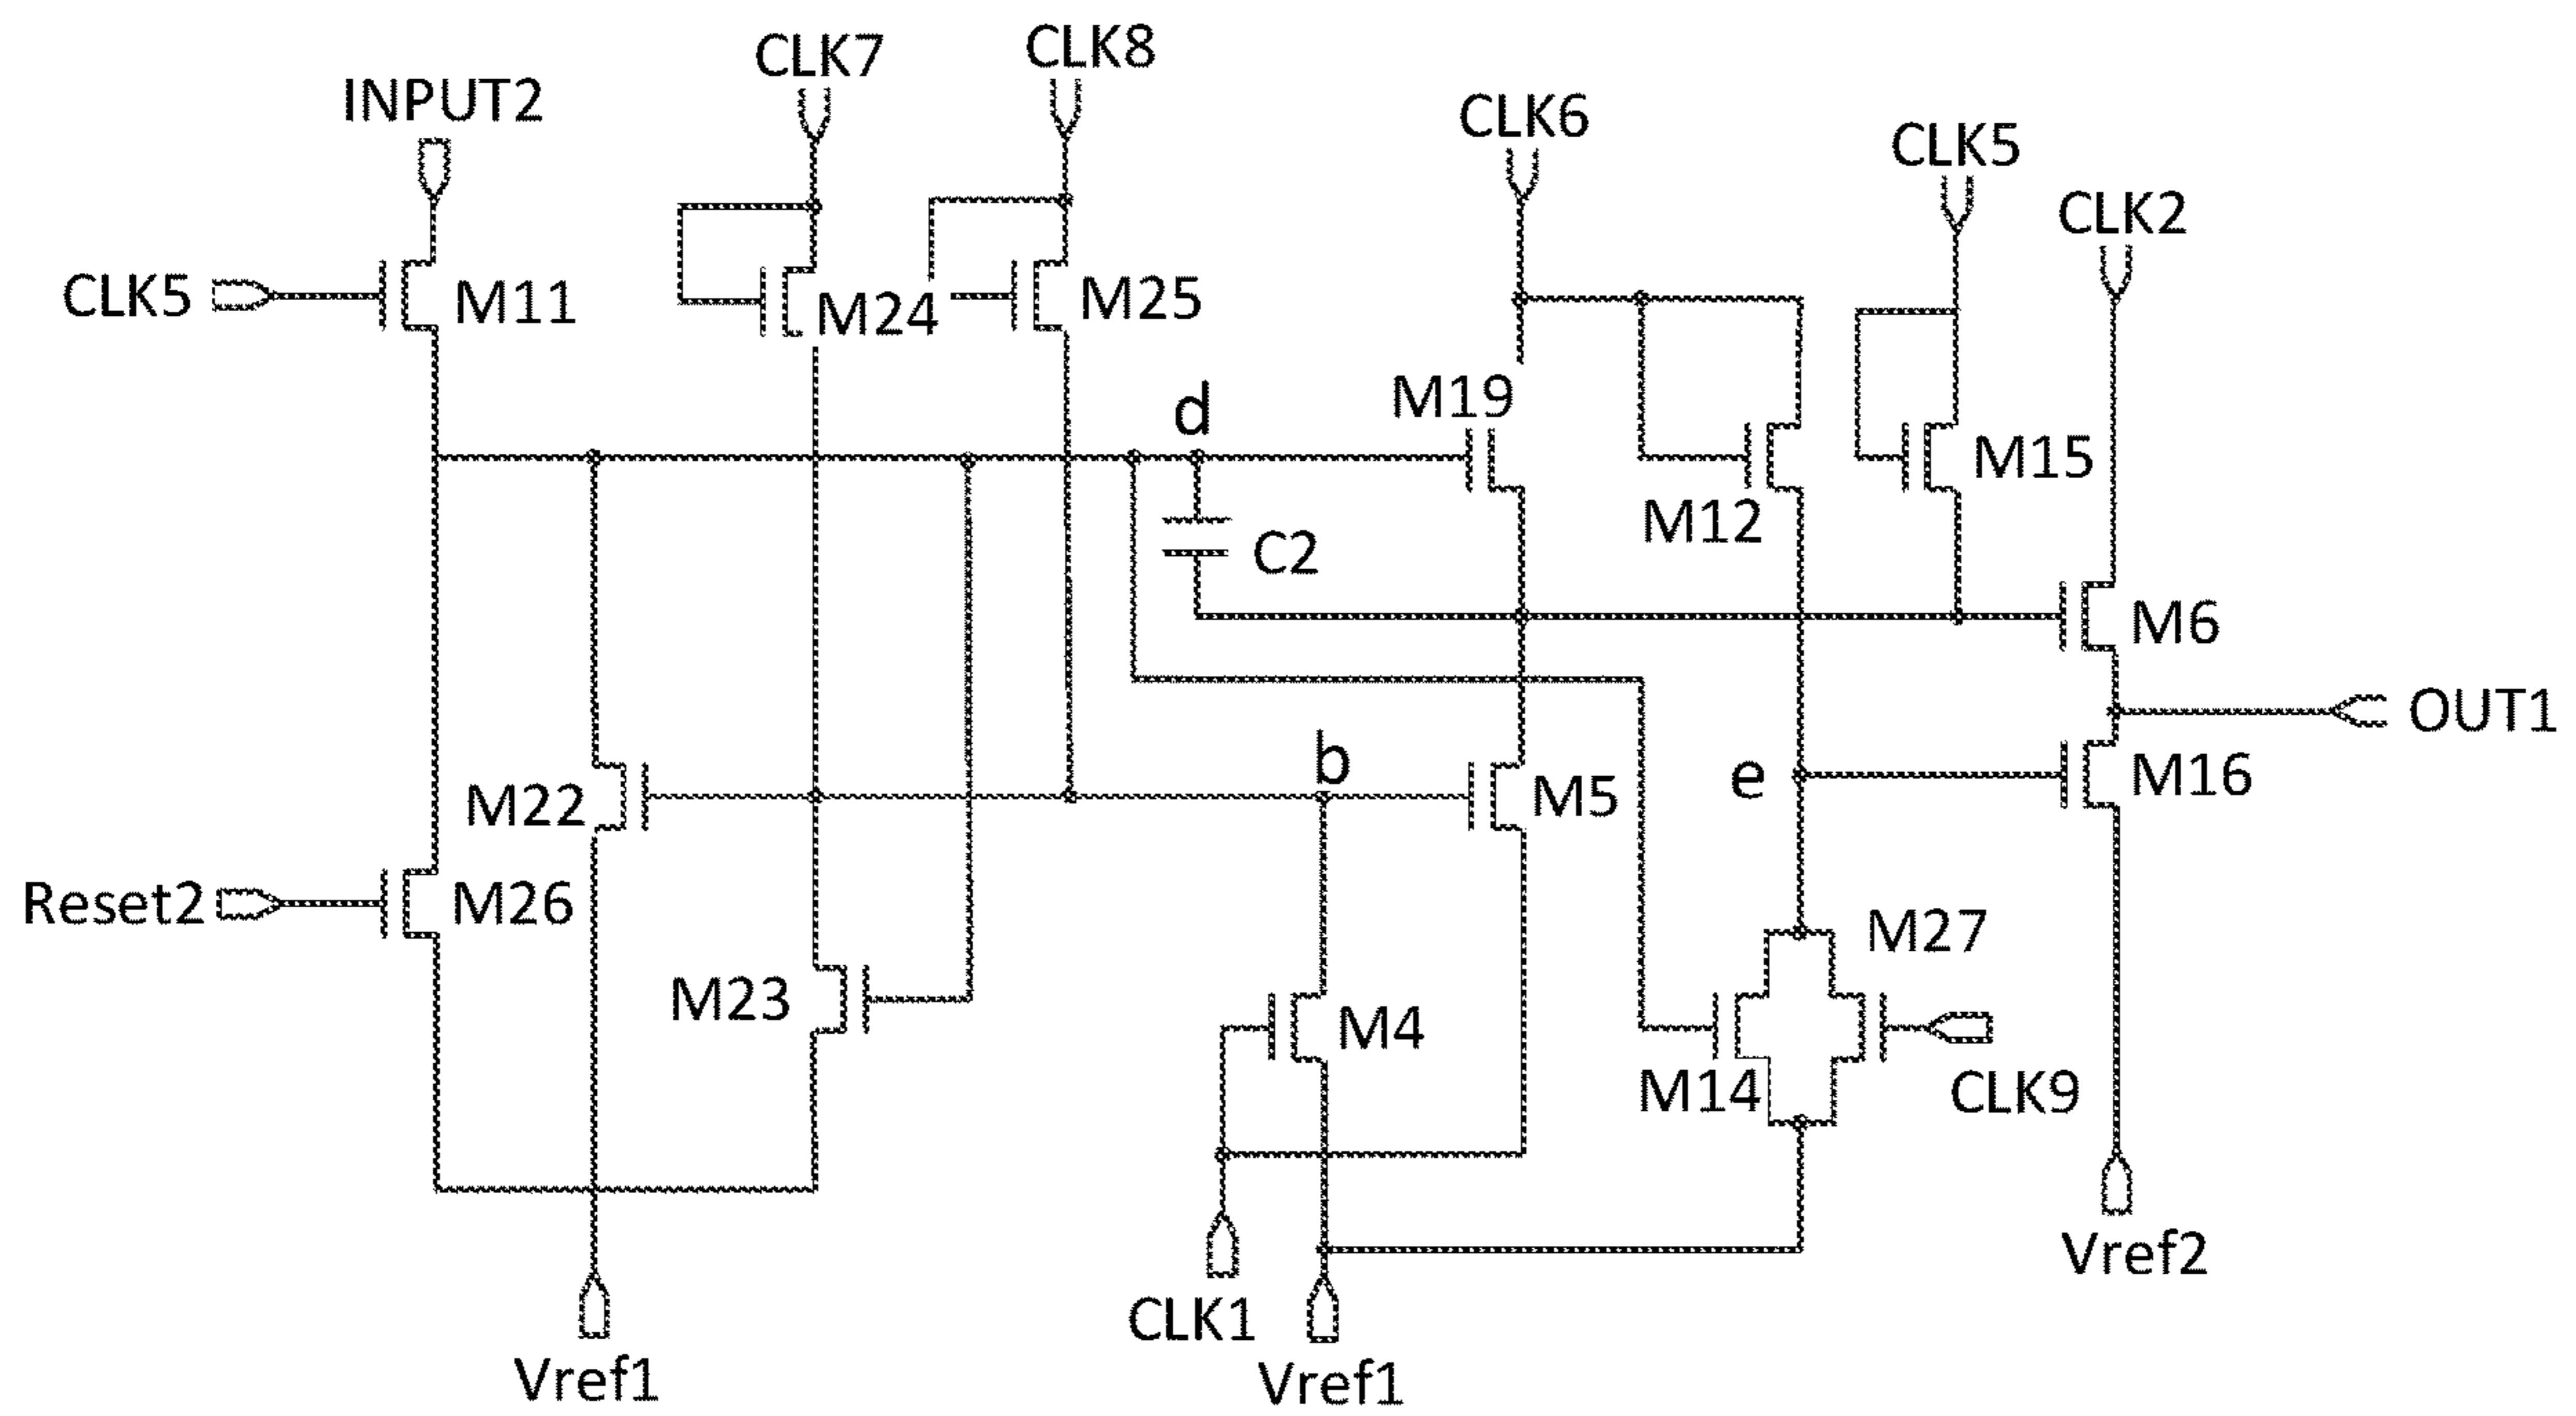 CLK7
CLK8
INPUT2
CLK6
CLK5
CLK2
CLK5
M11
M24
M25
d
M19
M15
M12
C2
M6
OUT1
b
e
M22
M5
M16
Reset2
M26
M27
M23
M4
M14
CLK9
Vref2
CLK1
Vref1
Vref1